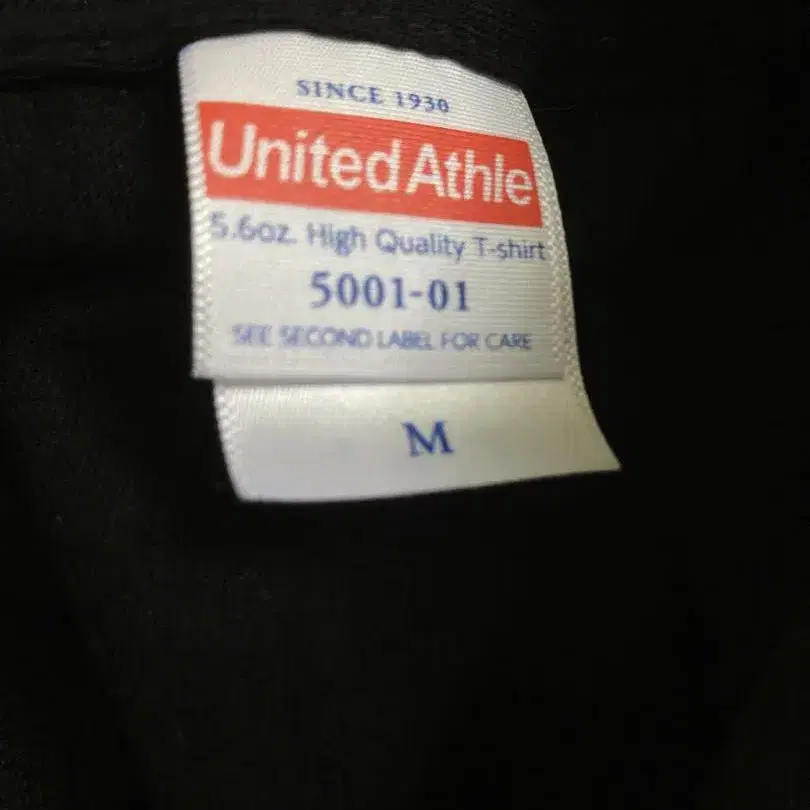 SINCE 1930
United Athle
5.6oz. High Quality T-shirt
5001-01
SEE SECOND LABEL FOR CARE
M